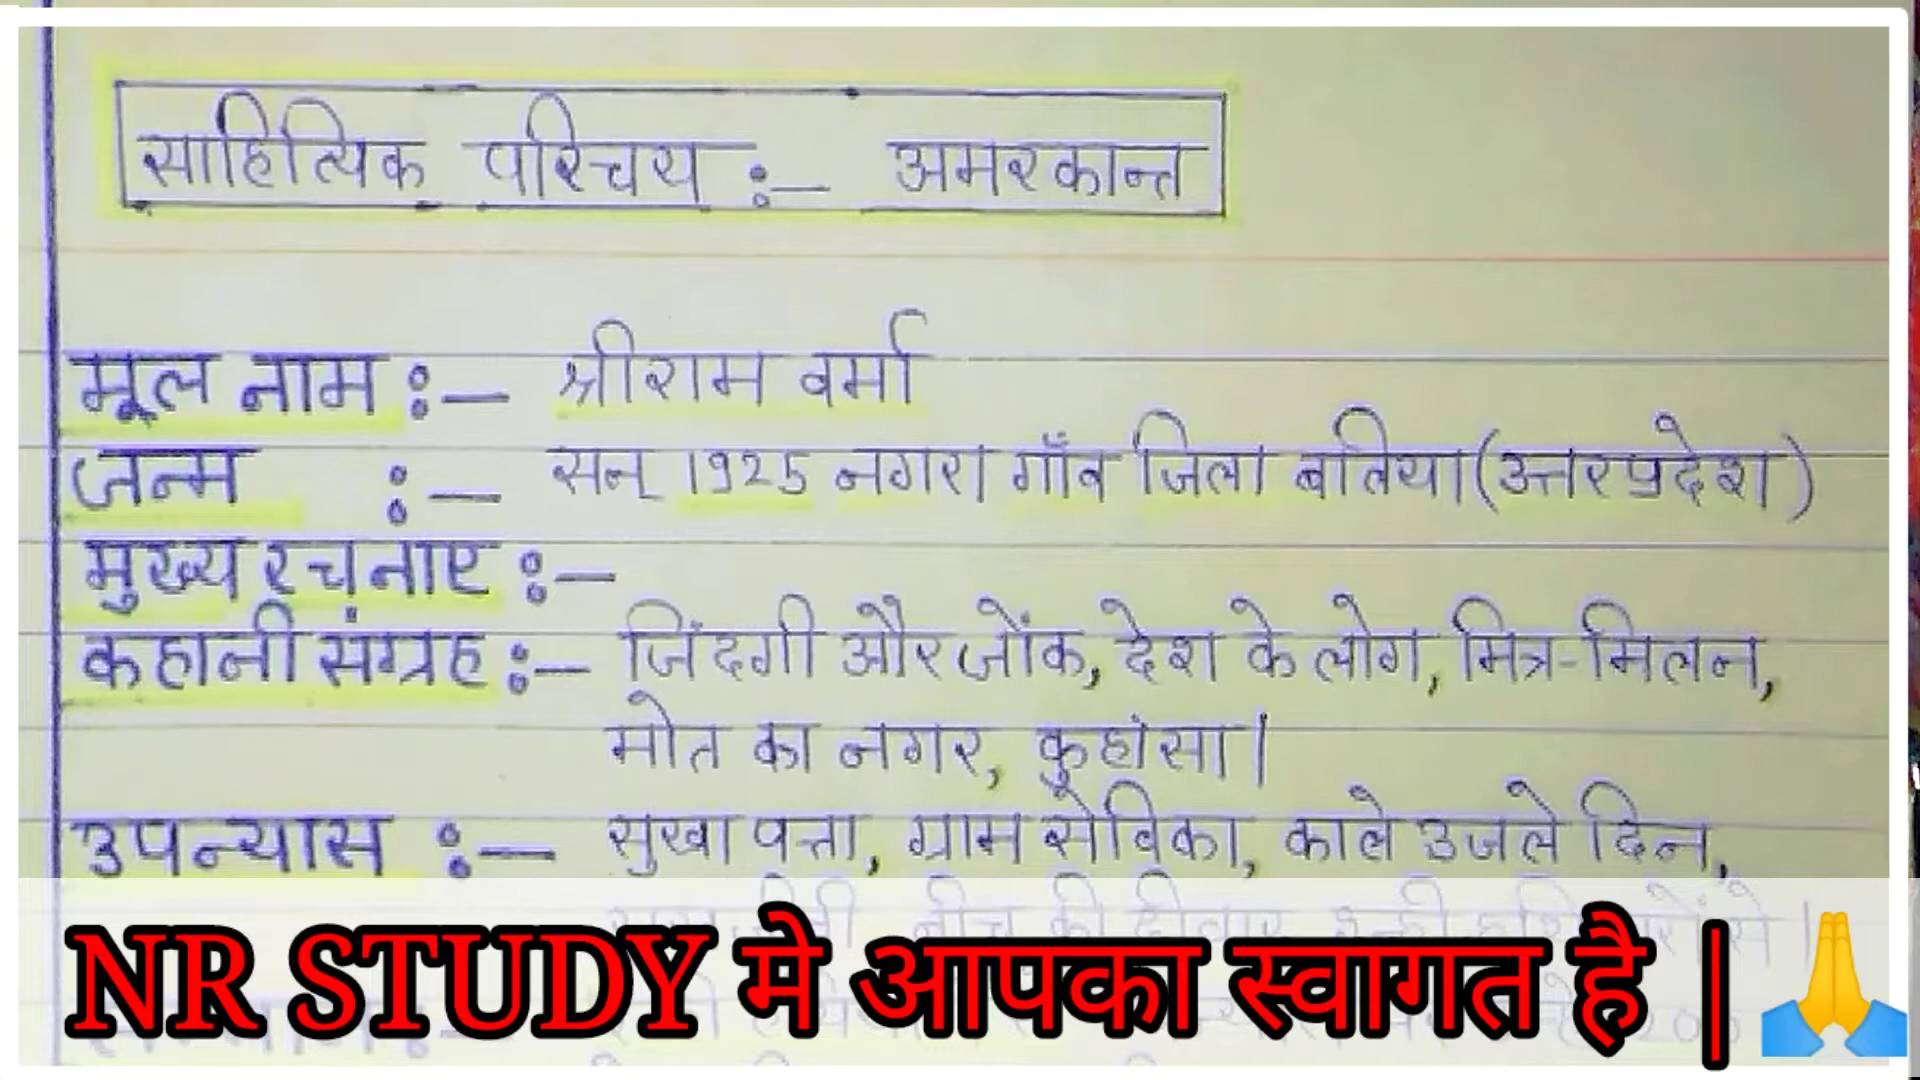 साहित्यिक परिचय :- अमरकान्त
मूल नाम :- श्रीराम वर्मा
जन्म :- सन् 1925 नगरा गाँव जिला बलिया (उत्तरप्रदेश)
मुख्य रचनाए :-
कहानी संग्रह :- जिंदगी और जोंक, देश के लोग, मित्र-मिलन,
मोत का नगर, कुहांसा।
उपन्यास :- सुखा पत्ता, ग्राम सेविका, काले उजले दिन,
बीच की दीवार
NR STUDY मे आपका स्वागत है | 🙏